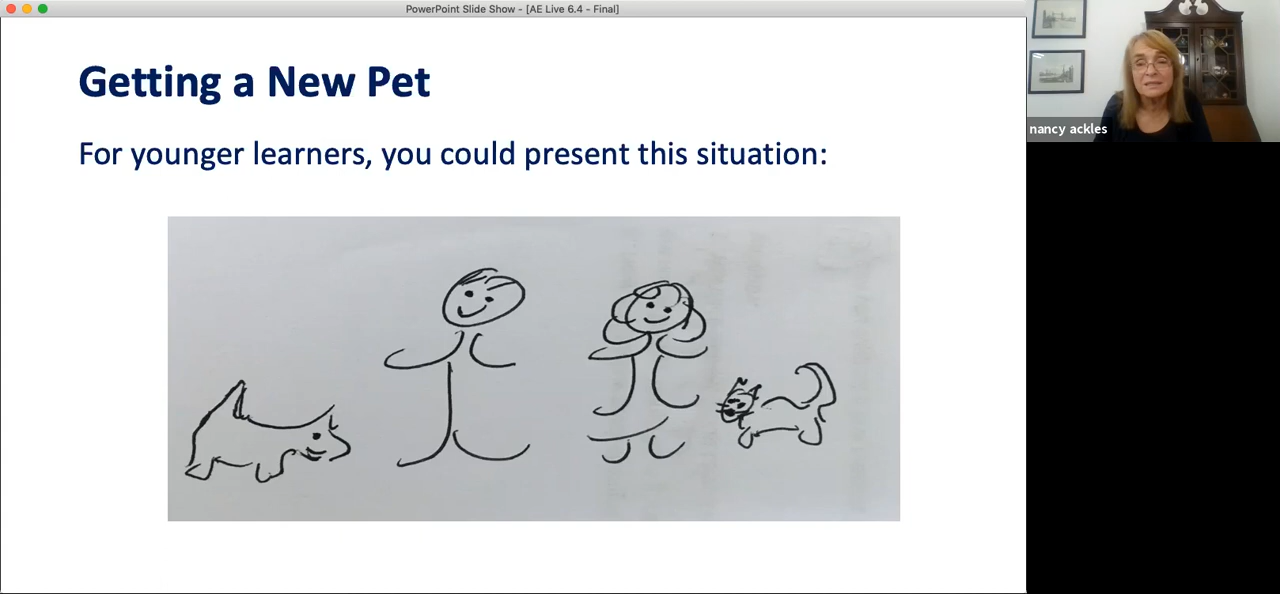 PowerPoint Slide Show - [AE Live 6.4 - Final]
Getting a New Pet
For younger learners, you could present this situation:
nancy ackles